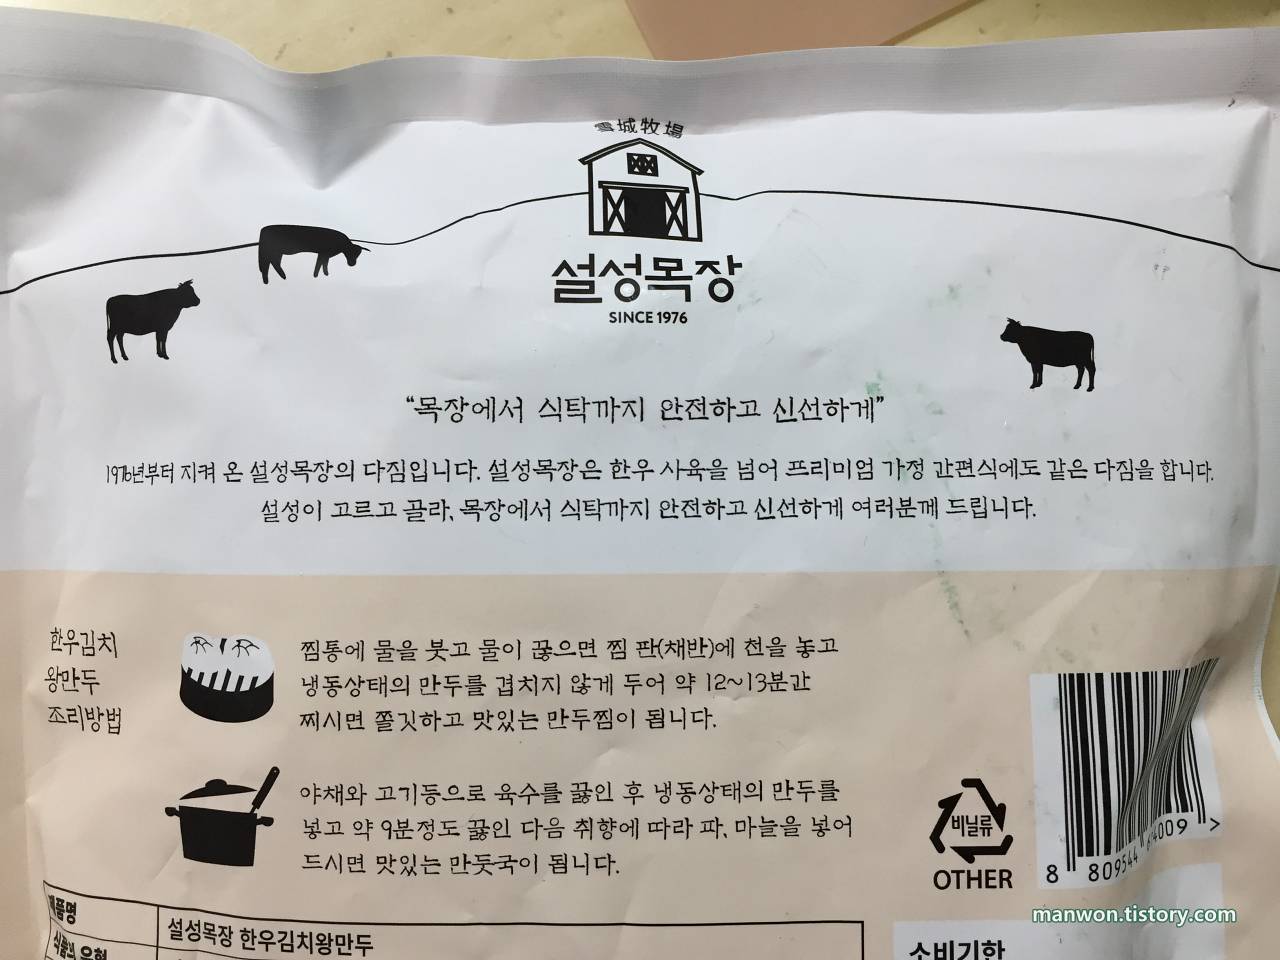 雪城牧場
설성목장
SINCE 1976
“목장에서 식탁까지 안전하고 신선하게”
1976년부터 지켜 온 설성목장의 다짐입니다. 설성목장은 한우 사육을 넘어 프리미엄 가정 간편식에도 같은 다짐을 합니다.
설성이 고르고 골라, 목장에서 식탁까지 안전하고 신선하게 여러분께 드립니다.
한우김치
왕만두
조리방법
찜통에 물을 붓고 물이 끊으면 찜 판(채반)에 천을 놓고
냉동상태의 만두를 겹치지 않게 두어 약 12~13분간
찌시면 쫄깃하고 맛있는 만두찜이 됩니다.
야채와 고기등으로 육수를 끓인 후 냉동상태의 만두를
넣고 약 9분정도 끓인 다음 취향에 따라 파, 마늘을 넣어
드시면 맛있는 만둣국이 됩니다.
비닐류
OTHER
8 809544 4009 >
manwon.tistory.com
제품명
설성목장 한우김치왕만두
식품의 유형
소비기한